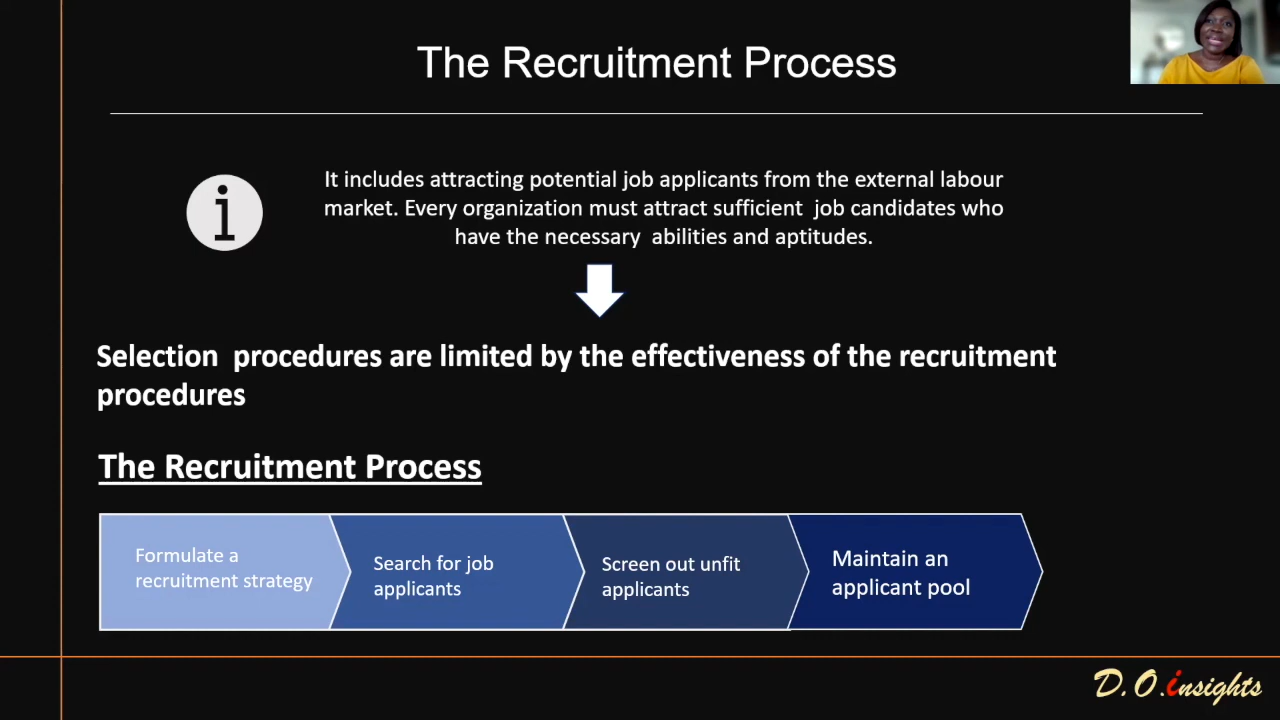 The Recruitment Process
It includes attracting potential job applicants from the external labour
market. Every organization must attract sufficient job candidates who
have the necessary abilities and aptitudes.
Selection procedures are limited by the effectiveness of the recruitment
procedures
The Recruitment Process
Formulate a
recruitment strategy
Search for job
applicants
Screen out unfit
applicants
Maintain an
applicant pool
D.O.insights